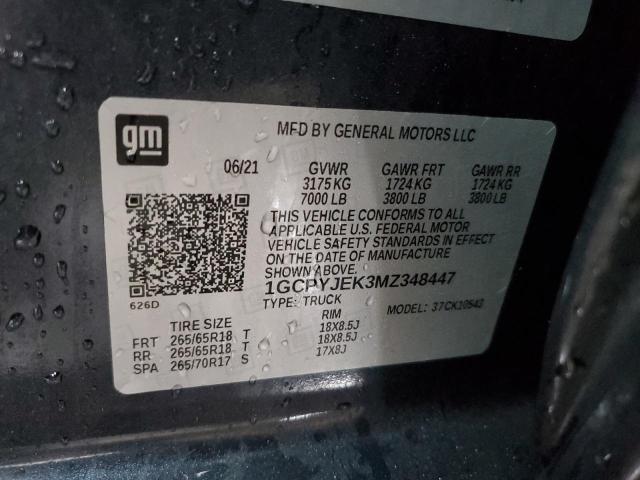 gm
MFD BY GENERAL MOTORS LLC
06/21 GVWR GAWR FRT GAWR RR
3175 KG 1724 KG 1724 KG
7000 LB 3800 LB 3800 LB
THIS VEHICLE CONFORMS TO ALL
APPLICABLE U.S. FEDERAL MOTOR
VEHICLE SAFETY STANDARDS IN EFFECT
ON THE DATE OF MANUFACTURE
SHOWN ABOVE.
1GCPYJEK3MZ348447
626D
TYPE: TRUCK MODEL: 37CK10543
TIRE SIZE RIM
FRT 265/65R18 T 18X8.5J
RR 265/65R18 T 18X8.5J
SPA 265/70R17 S 17X8J